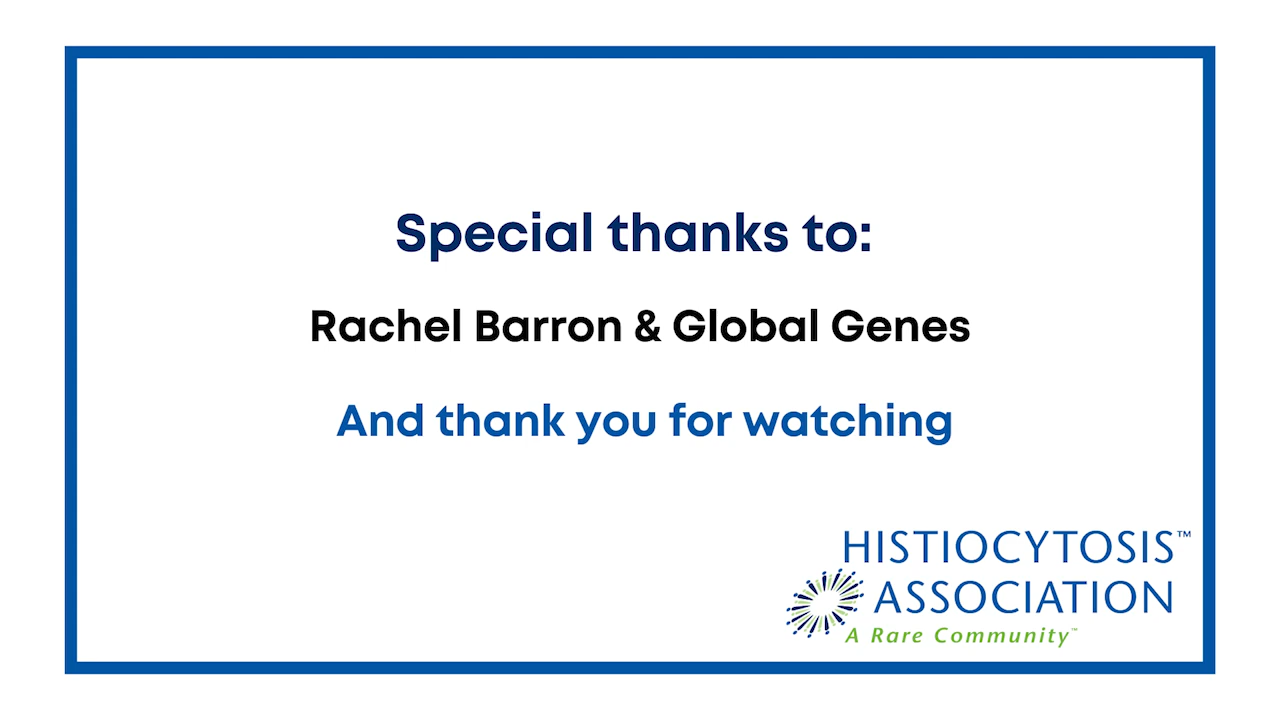 Special thanks to:
Rachel Barron & Global Genes
And thank you for watching
HISTIOCYTOSIS™
ASSOCIATION
A Rare Community™